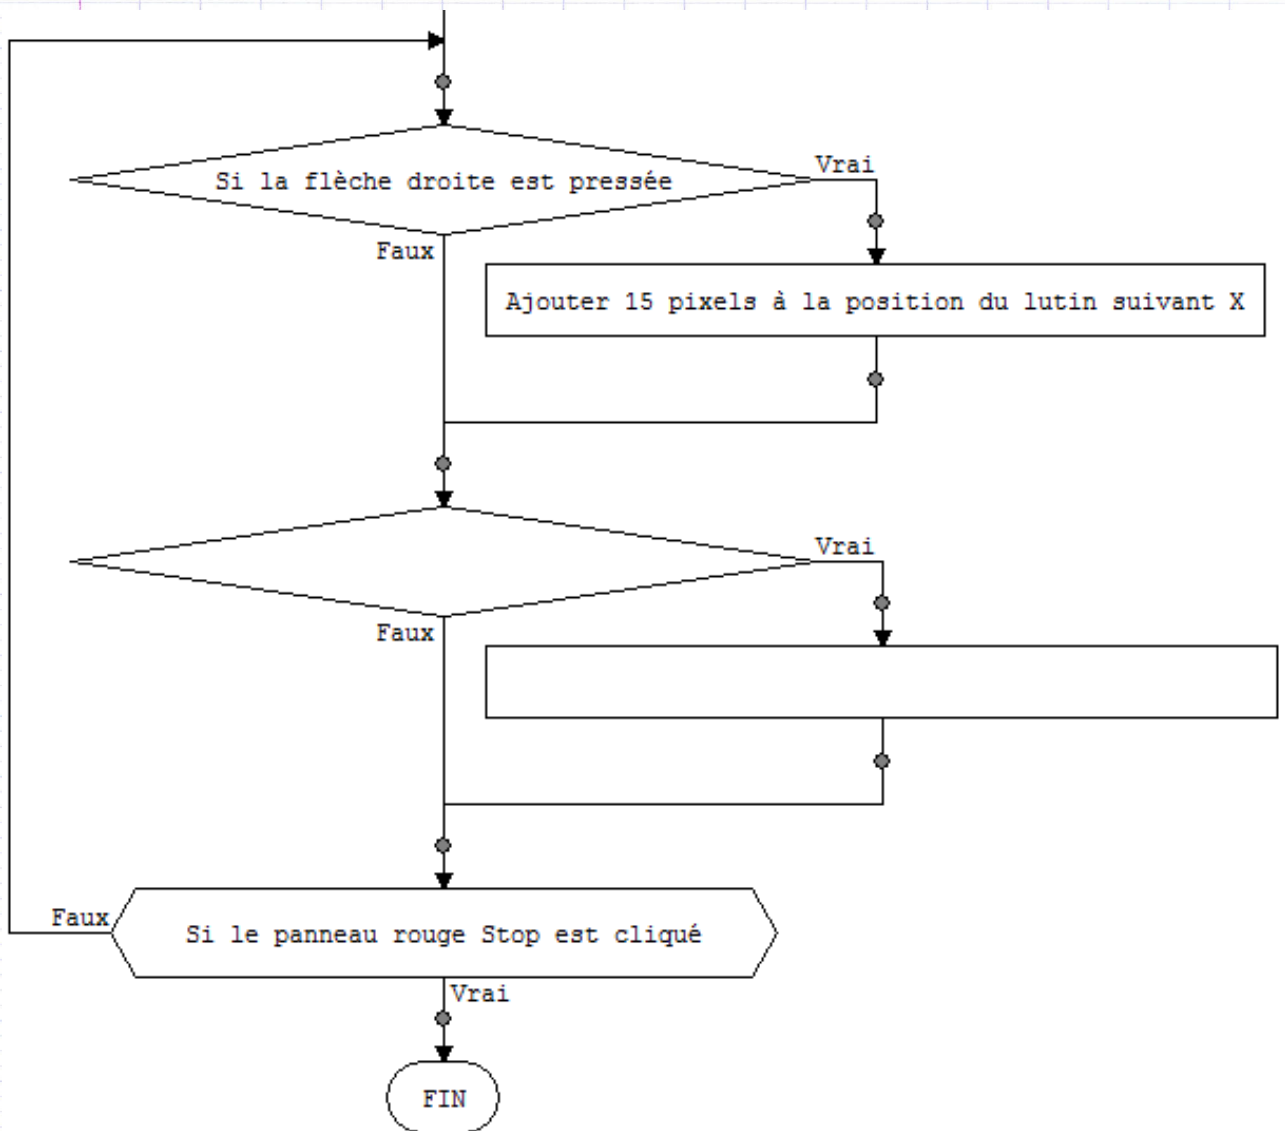 Si la flèche droite est pressée
Vrai
Faux
Ajouter 15 pixels à la position du lutin suivant X
Vrai
Faux
Faux
Si le panneau rouge Stop est cliqué
Vrai
FIN